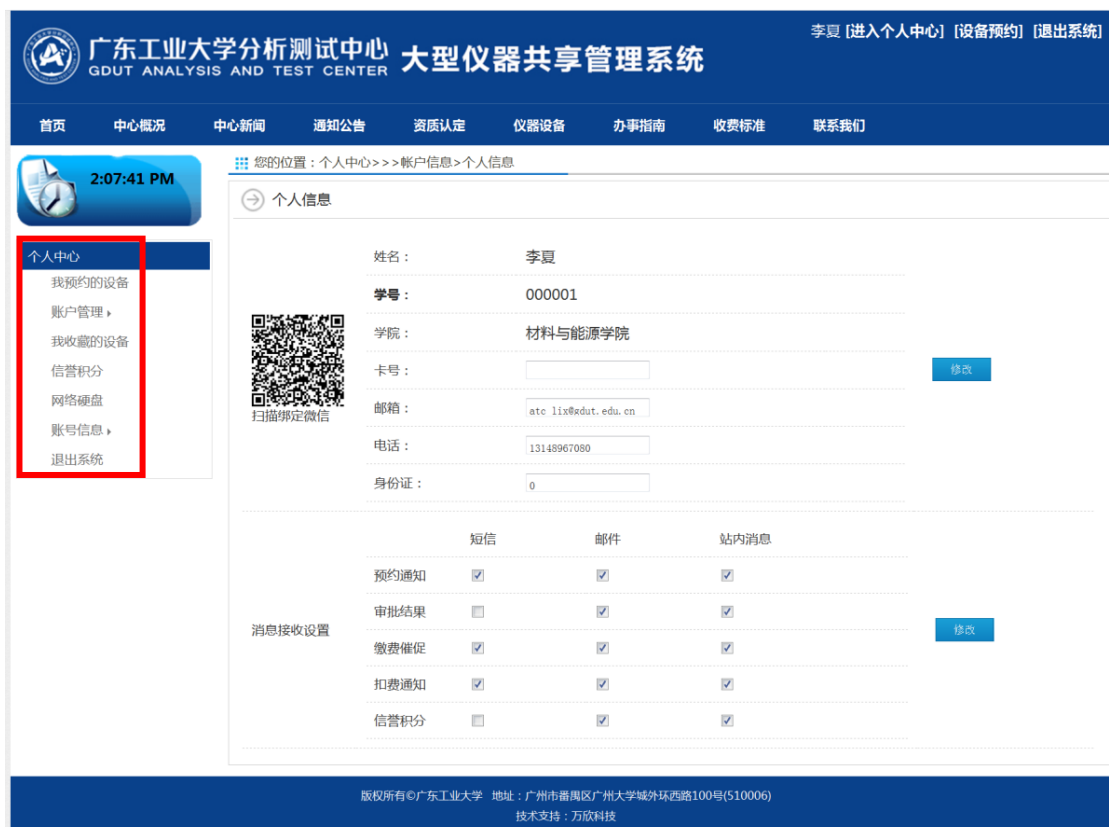 李夏 [进入个人中心] [设备预约] [退出系统]
广东工业大学分析测试中心 大型仪器共享管理系统
GDUT ANALYSIS AND TEST CENTER
首页 中心概况 中心新闻 通知公告 资质认定 仪器设备 办事指南 收费标准 联系我们
2:07:41 PM
您的位置：个人中心>>>帐户信息>个人信息
个人信息
个人中心
我预约的设备
账户管理
我收藏的设备
信誉积分
网络硬盘
账号信息
退出系统
扫描绑定微信
姓名： 李夏
学号： 000001
学院： 材料与能源学院
卡号：
邮箱： atc_lix@gdut.edu.cn
电话： 13148967080
身份证： 0
修改
短信 邮件 站内消息
消息接收设置
预约通知
审批结果
缴费催促
扣费通知
信誉积分
修改
版权所有©广东工业大学 地址：广州市番禺区广州大学城外环西路100号(510006)
技术支持：万欣科技